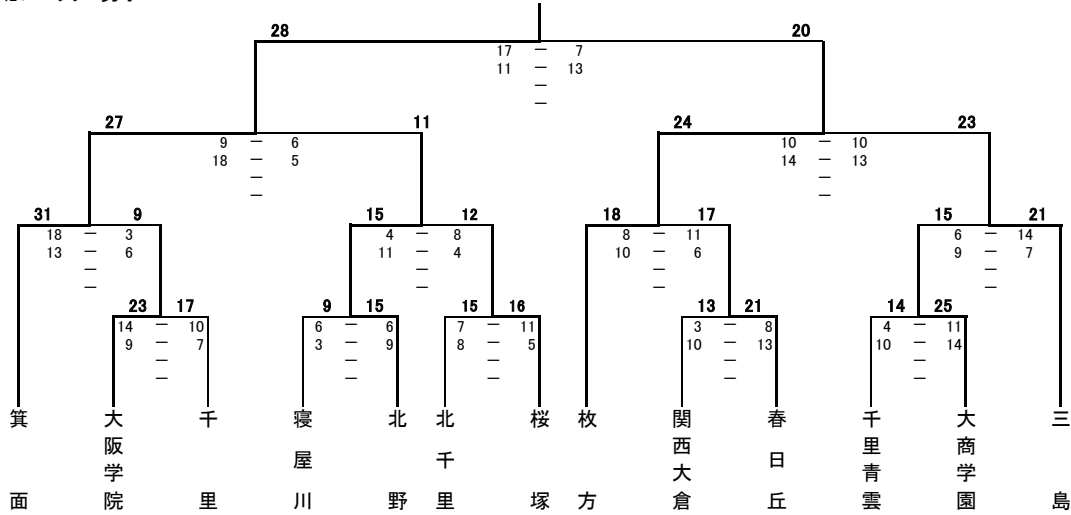 28 20
17 － 7
11 － 13
－
－
27 11 24 23
9 － 6 10 － 10
18 － 5 14 － 13
－ －
－ －
31 9 15 12 18 17 15 21
18 － 3 4 － 8 8 － 11 6 － 14
13 － 6 11 － 4 10 － 6 9 － 7
－ － － －
－ － － －
23 17 9 15 15 16 13 21 14 25
14 － 10 6 － 6 7 － 11 3 － 8 4 － 11
9 － 7 3 － 9 8 － 5 10 － 13 10 － 14
－ － － － －
－ － － － －
箕面
大阪学院
千里
寝屋川
北野
北千里
桜塚
枚方
関西大倉
春日丘
千里青雲
大商学園
三島